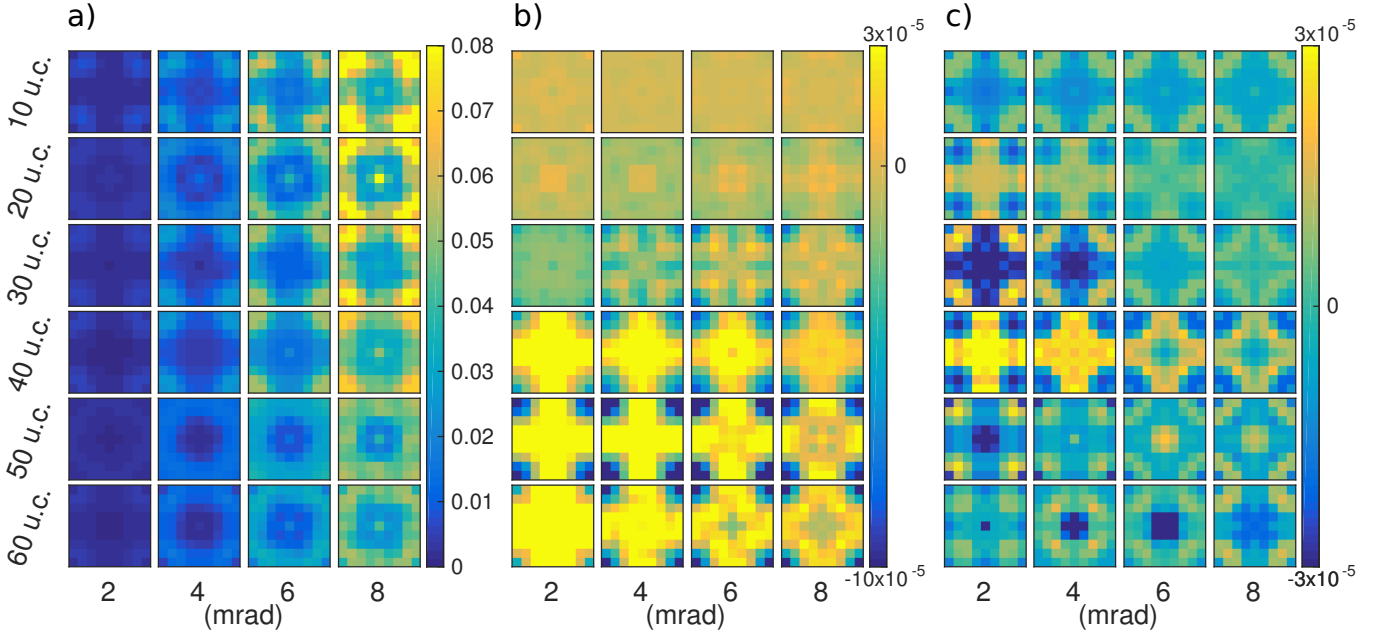 a)
b)
c)
10 u.c.
20 u.c.
30 u.c.
40 u.c.
50 u.c.
60 u.c.
0.08
0.07
0.06
0.05
0.04
0.03
0.02
0.01
0
3x10⁻⁵
0
-10x10⁻⁵
3x10⁻⁵
0
-3x10⁻⁵
2 4 6 8
(mrad)
2 4 6 8
(mrad)
2 4 6 8
(mrad)